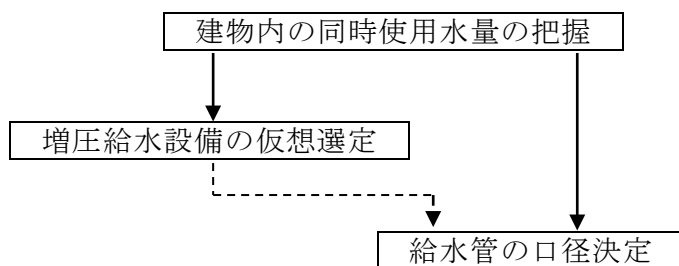 建物内の同時使用水量の把握
増圧給水設備の仮想選定
給水管の口径決定